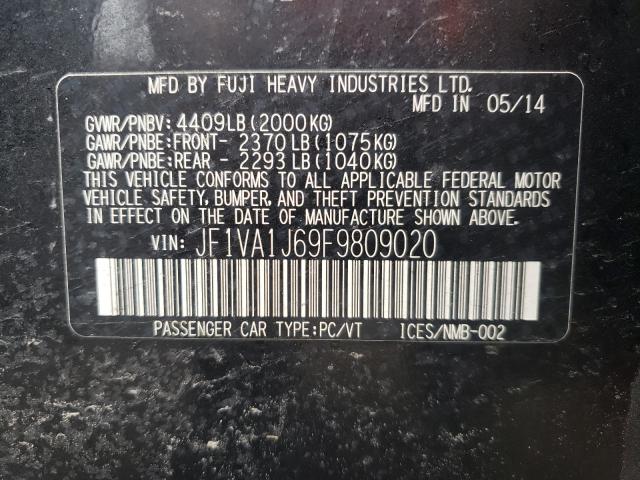 MFD BY FUJI HEAVY INDUSTRIES LTD.
MFD IN 05/14
GVWR/PNBV: 4409LB(2000KG)
GAWR/PNBE:FRONT- 2370 LB(1075KG)
GAWR/PNBE:REAR - 2293 LB(1040KG)
THIS VEHICLE CONFORMS TO ALL APPLICABLE FEDERAL MOTOR
VEHICLE SAFETY, BUMPER, AND THEFT PREVENTION STANDARDS
IN EFFECT ON THE DATE OF MANUFACTURE SHOWN ABOVE.
VIN: JF1VA1J69F9809020
PASSENGER CAR TYPE:PC/VT ICES/NMB-002